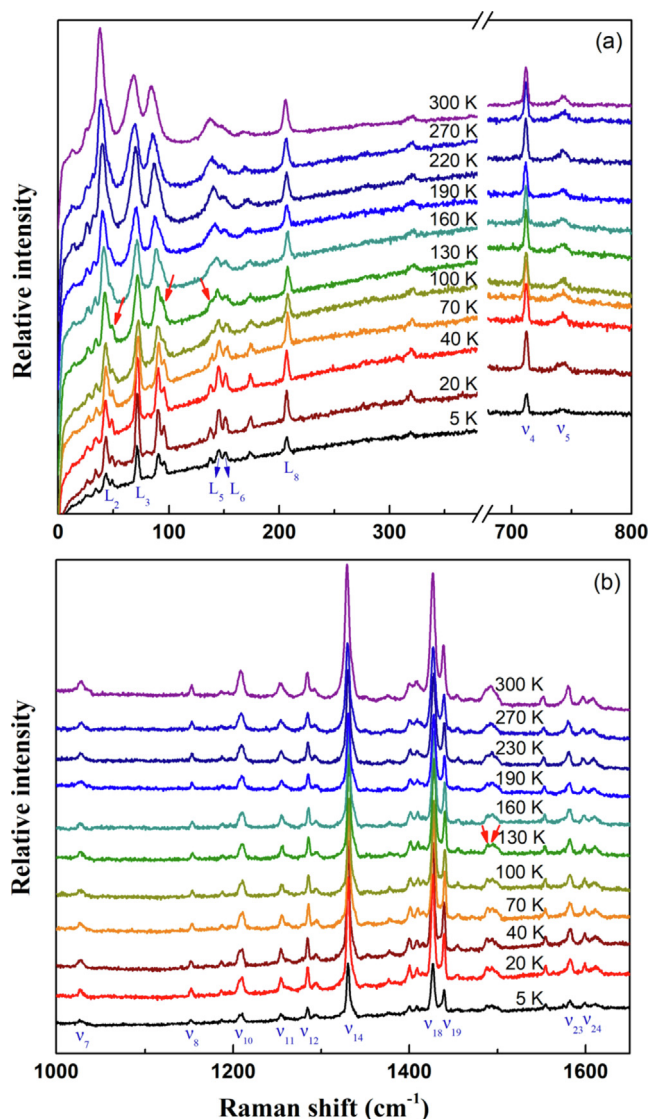 (a)
Relative intensity
300 K
270 K
220 K
190 K
160 K
130 K
100 K
70 K
40 K
20 K
5 K
L2 L3 L5 L6 L8 ν4 ν5
0 100 200 300 700 800
(b)
Relative intensity
300 K
270 K
230 K
190 K
160 K
130 K
100 K
70 K
40 K
20 K
5 K
ν7 ν8 ν10 ν11 ν12 ν14 ν18 ν19 ν23 ν24
1000 1200 1400 1600
Raman shift (cm-1)